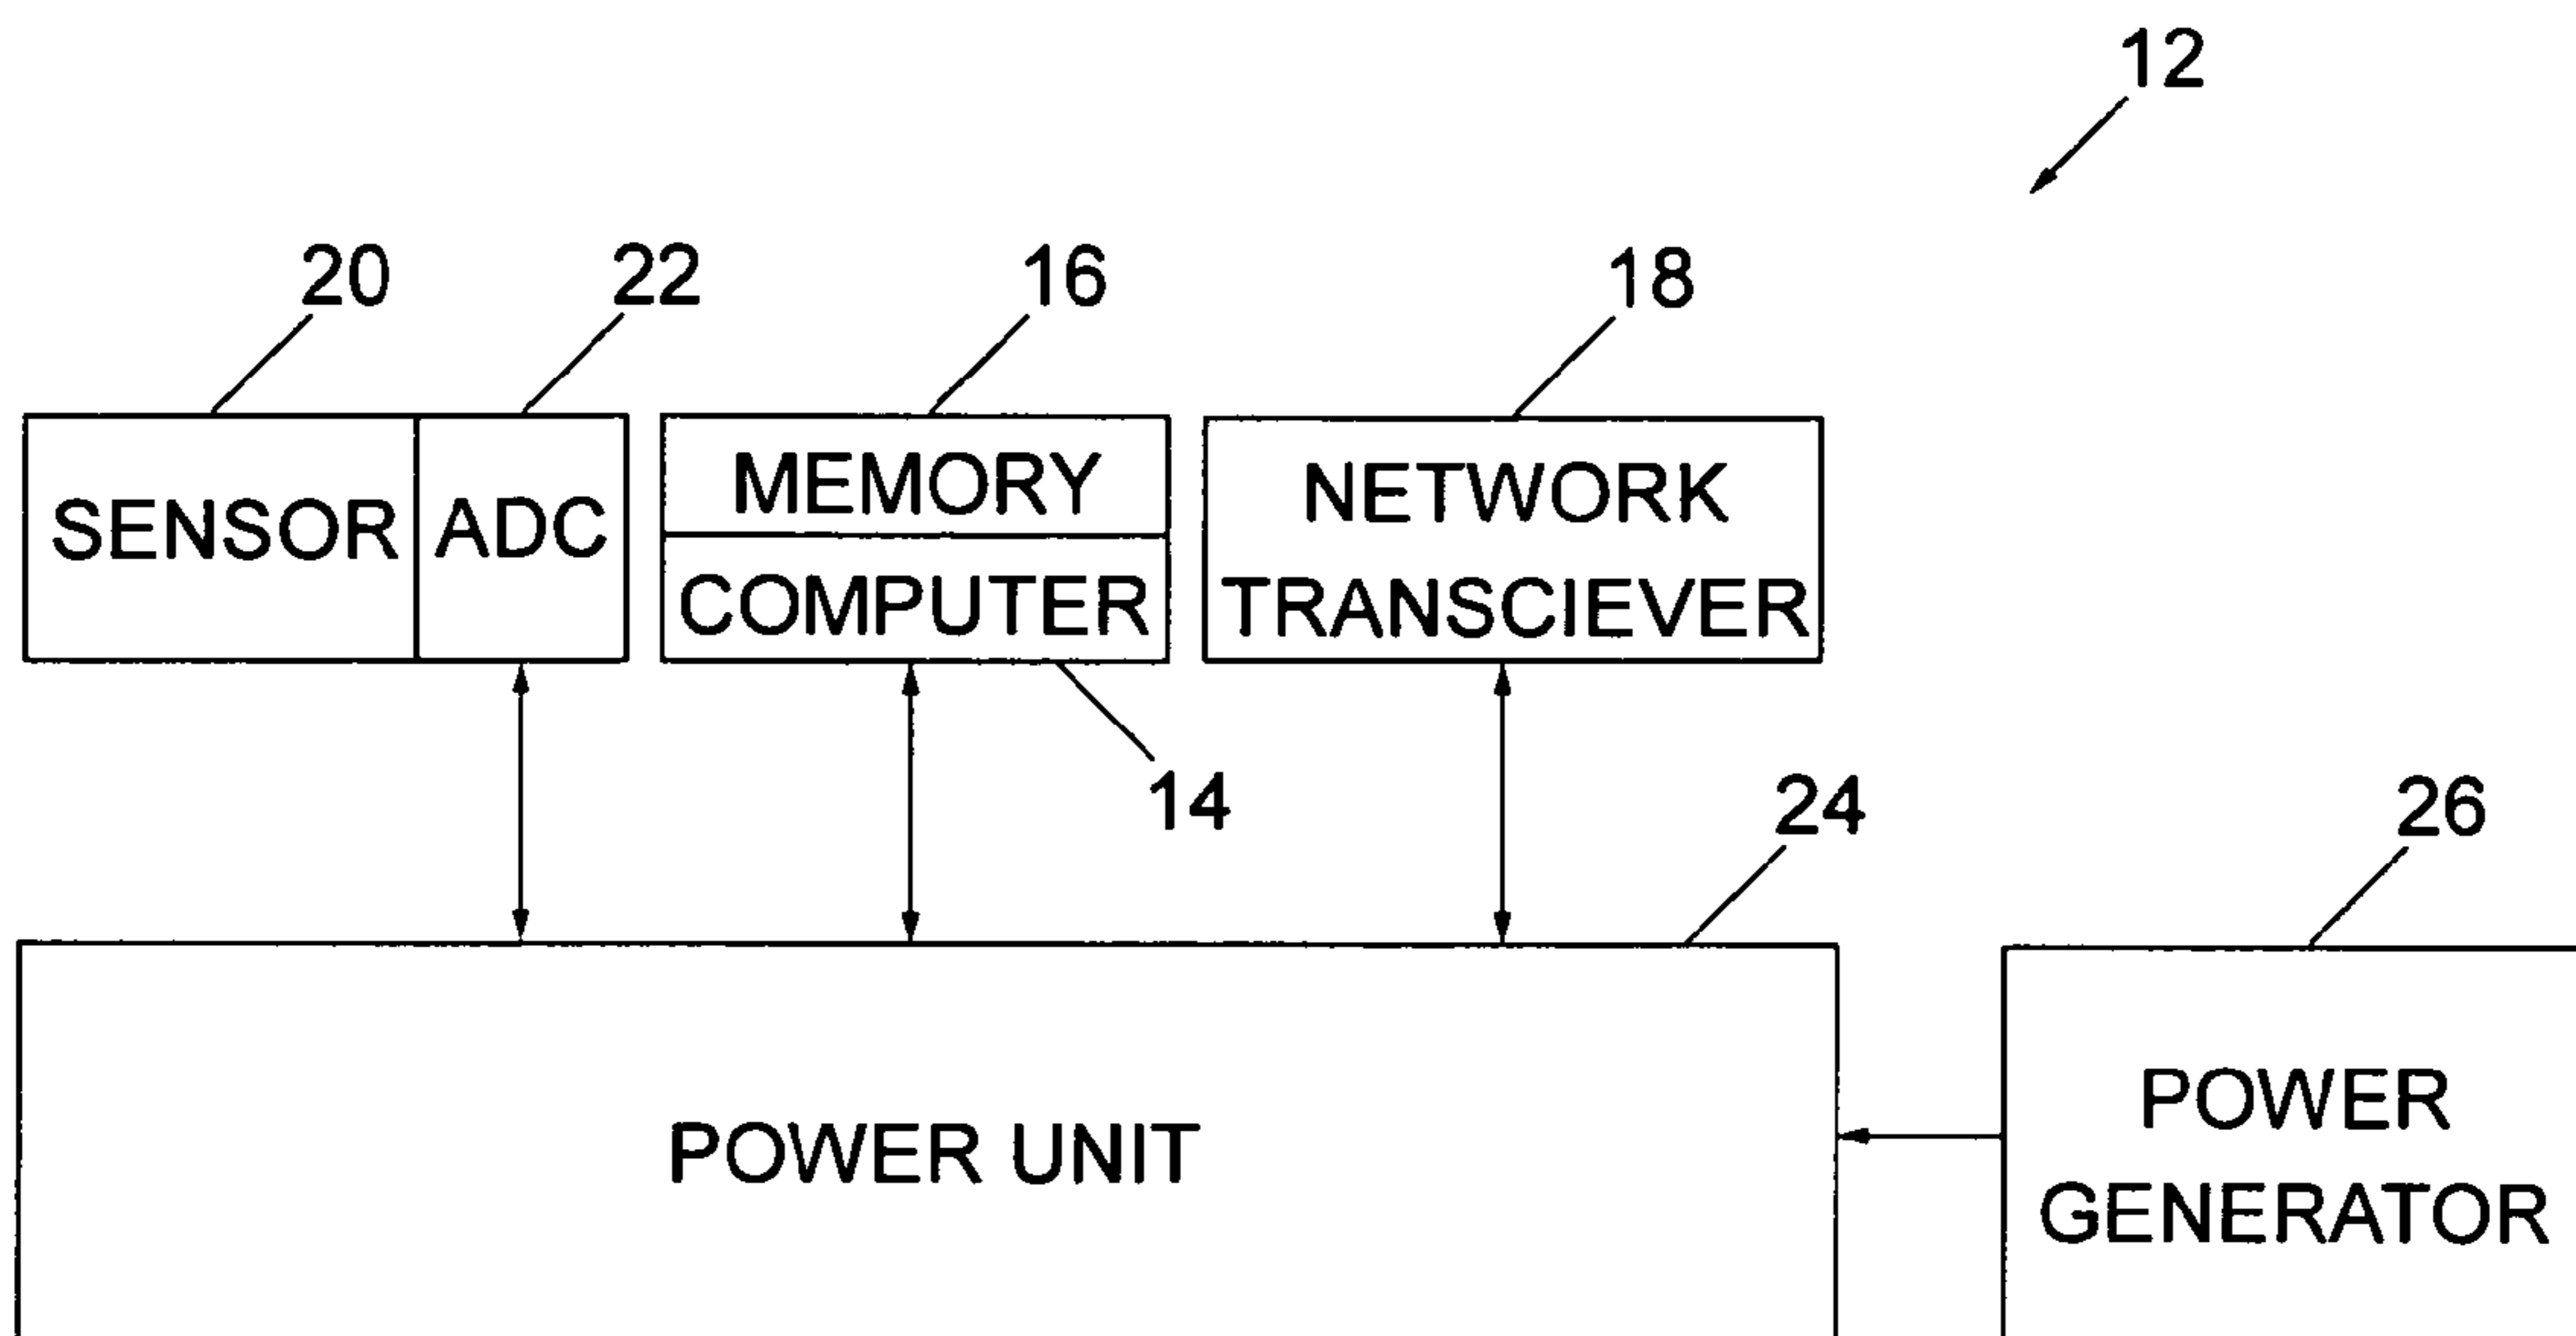 12
20
22
16
18
SENSOR
ADC
MEMORY
COMPUTER
NETWORK
TRANSCIEVER
14
24
26
POWER UNIT
POWER
GENERATOR